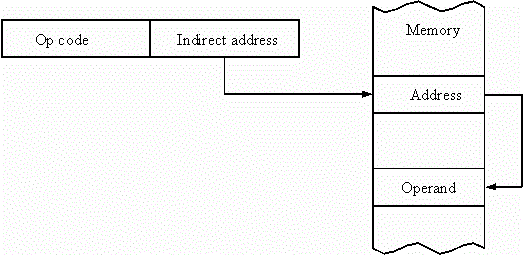 Op code
Indirect address
Memory
Address
Operand